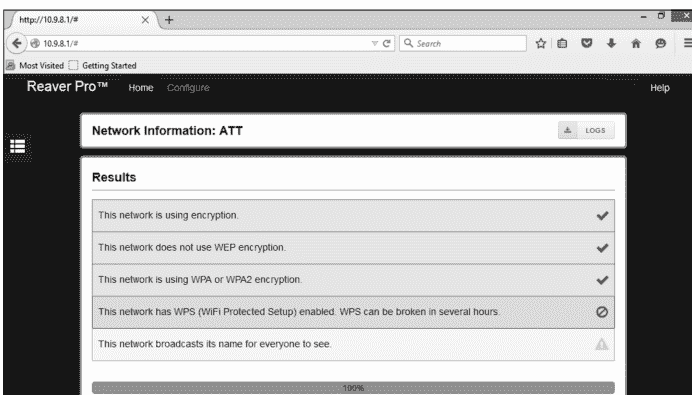 http://10.9.8.1/#
10.9.8.1/#
Search
Most Visited Getting Started
Reaver Pro™ Home Configure Help
Network Information: ATT
LOGS
Results
This network is using encryption.
This network does not use WEP encryption.
This network is using WPA or WPA2 encryption.
This network has WPS (WiFi Protected Setup) enabled. WPS can be broken in several hours.
This network broadcasts its name for everyone to see.
100%